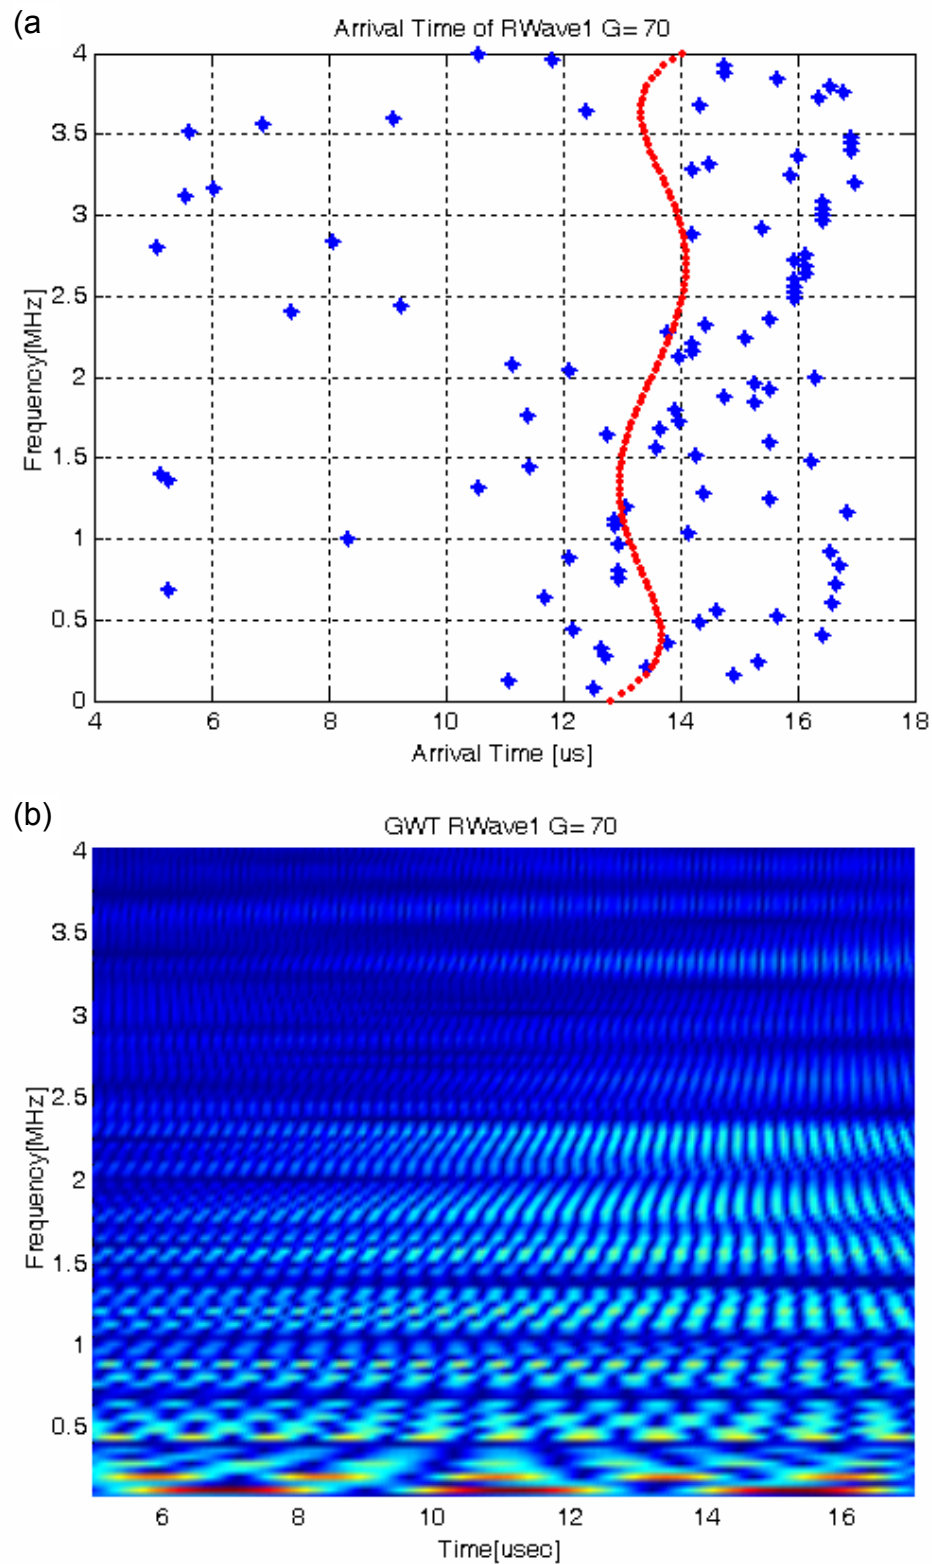 (a
Arrival Time of RWave1 G= 70
4
3.5
3
2.5
2
1.5
1
0.5
0
Frequency[MHz]
4 6 8 10 12 14 16 18
Arrival Time [us]
(b)
GWT RWave1 G= 70
4
3.5
3
2.5
2
1.5
1
0.5
Frequency[MHz]
6 8 10 12 14 16
Time[usec]